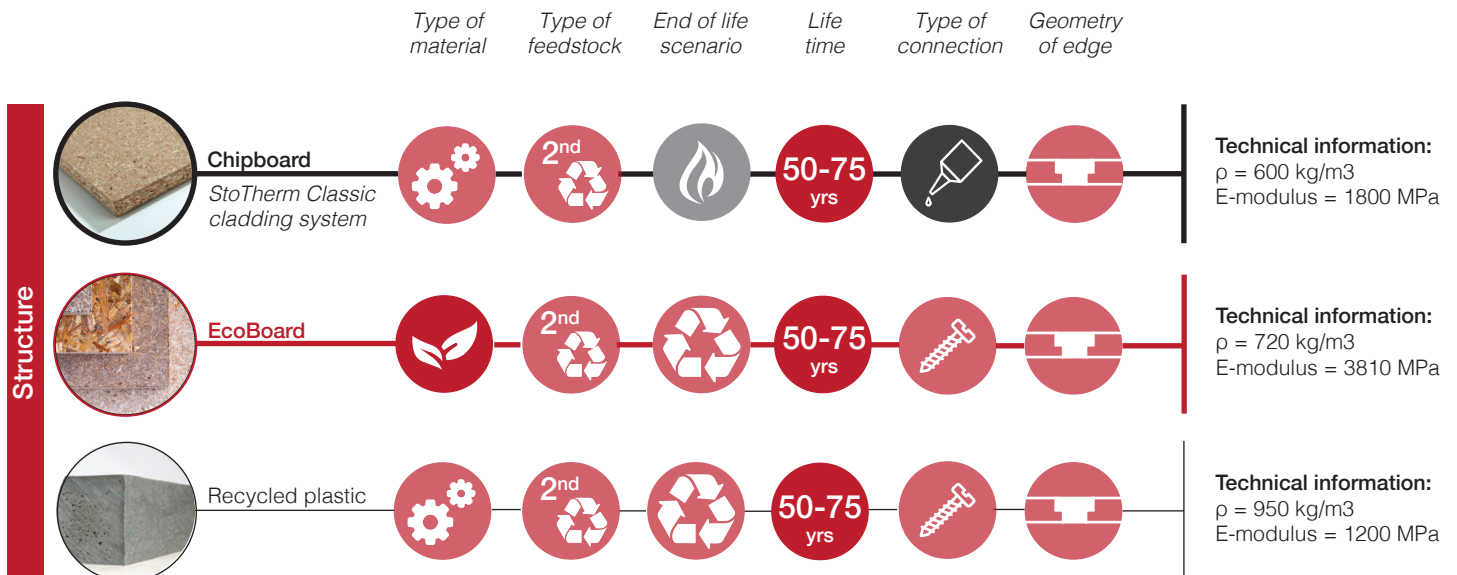 Type of
material
Type of
feedstock
End of life
scenario
Life
time
Type of
connection
Geometry
of edge
Structure
Chipboard
StoTherm Classic
cladding system
2nd
50-75
yrs
Technical information:
ρ = 600 kg/m3
E-modulus = 1800 MPa
EcoBoard
2nd
50-75
yrs
Technical information:
ρ = 720 kg/m3
E-modulus = 3810 MPa
Recycled plastic
2nd
50-75
yrs
Technical information:
ρ = 950 kg/m3
E-modulus = 1200 MPa